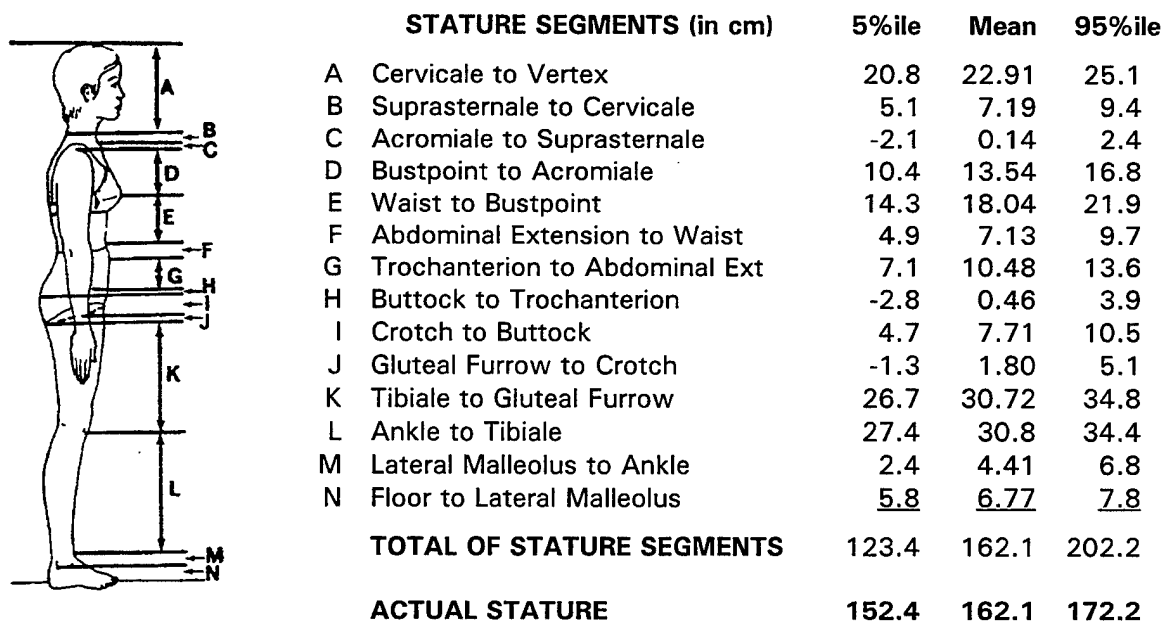 STATURE SEGMENTS (in cm) 5%ile Mean 95%ile
A Cervicale to Vertex 20.8 22.91 25.1
B Suprasternale to Cervicale 5.1 7.19 9.4
C Acromiale to Suprasternale -2.1 0.14 2.4
D Bustpoint to Acromiale 10.4 13.54 16.8
E Waist to Bustpoint 14.3 18.04 21.9
F Abdominal Extension to Waist 4.9 7.13 9.7
G Trochanterion to Abdominal Ext 7.1 10.48 13.6
H Buttock to Trochanterion -2.8 0.46 3.9
I Crotch to Buttock 4.7 7.71 10.5
J Gluteal Furrow to Crotch -1.3 1.80 5.1
K Tibiale to Gluteal Furrow 26.7 30.72 34.8
L Ankle to Tibiale 27.4 30.8 34.4
M Lateral Malleolus to Ankle 2.4 4.41 6.8
N Floor to Lateral Malleolus 5.8 6.77 7.8
TOTAL OF STATURE SEGMENTS 123.4 162.1 202.2
ACTUAL STATURE 152.4 162.1 172.2
A
B
C
D
E
F
G
H
I
J
K
L
M
N